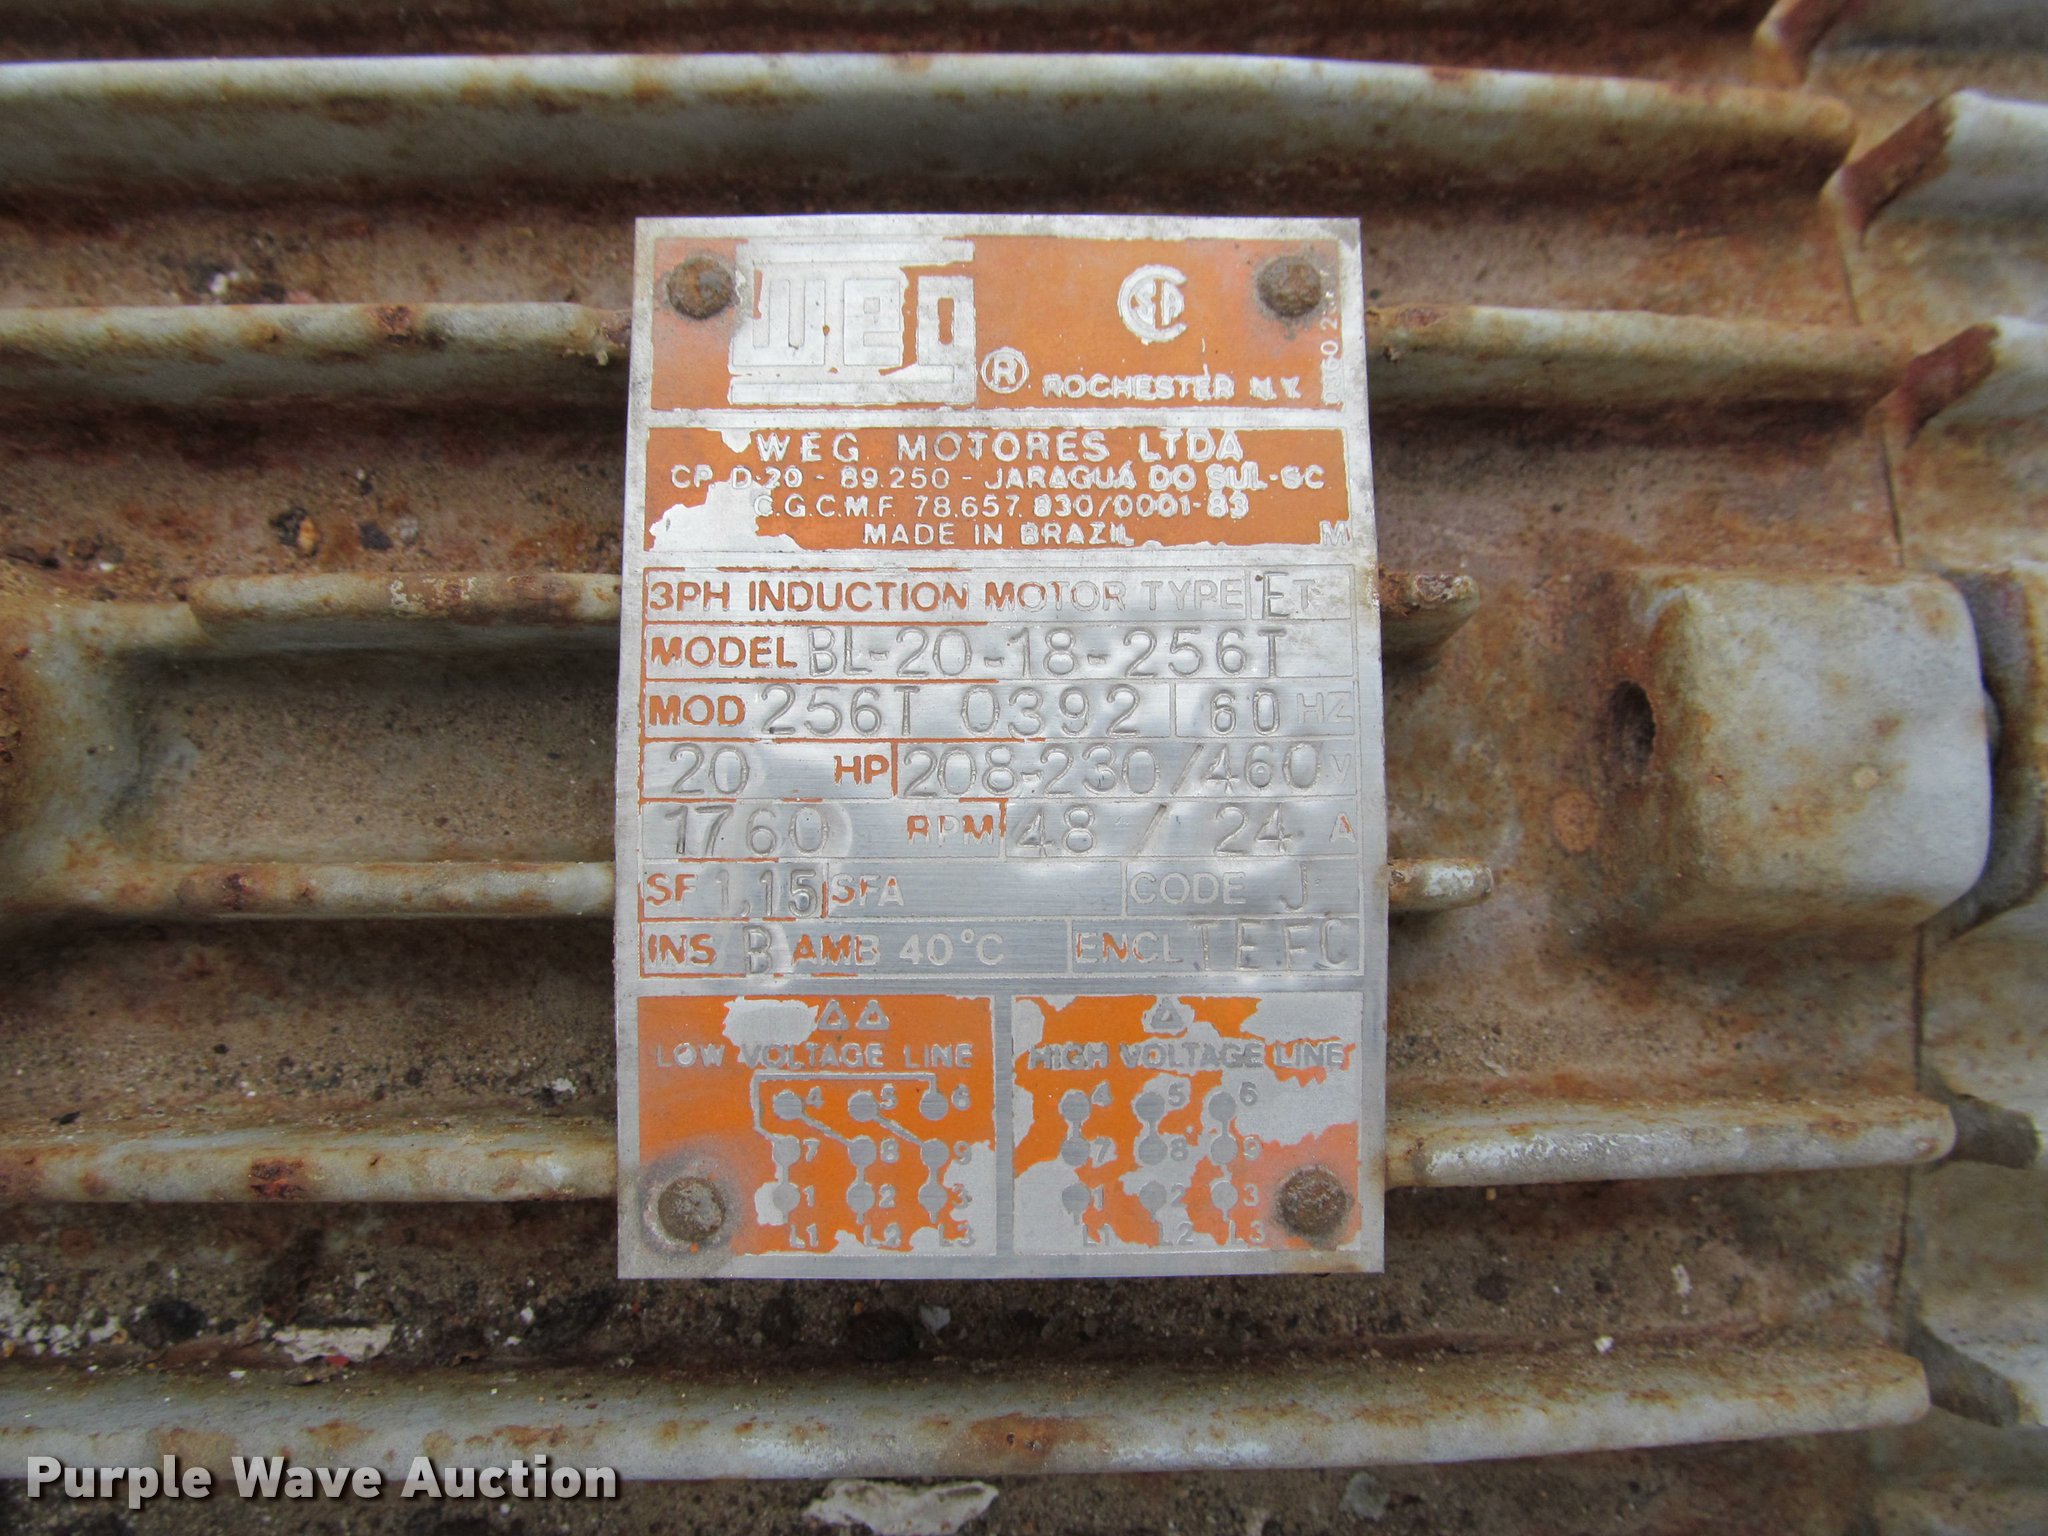 weg ® CSA
ROCHESTER N.Y.
WEG MOTORES LTDA
CP. D-20 - 89.250 - JARAGUÁ DO SUL-SC
C.G.C.M.F. 78.657.830/0001-83
MADE IN BRAZIL M
3PH INDUCTION MOTOR TYPE ET
MODEL BL-20-18-256T
MOD 256T 0392 60 HZ
20 HP 208-230/460 V
1760 RPM 48 / 24 A
SF 1,15 SFA CODE J
INS B AMB 40°C ENCL TEFC
△△ △
LOW VOLTAGE LINE HIGH VOLTAGE LINE
4 5 6 4 5 6
7 8 9 7 8 9
1 2 3 1 2 3
L1 L2 L3 L1 L2 L3
Purple Wave Auction